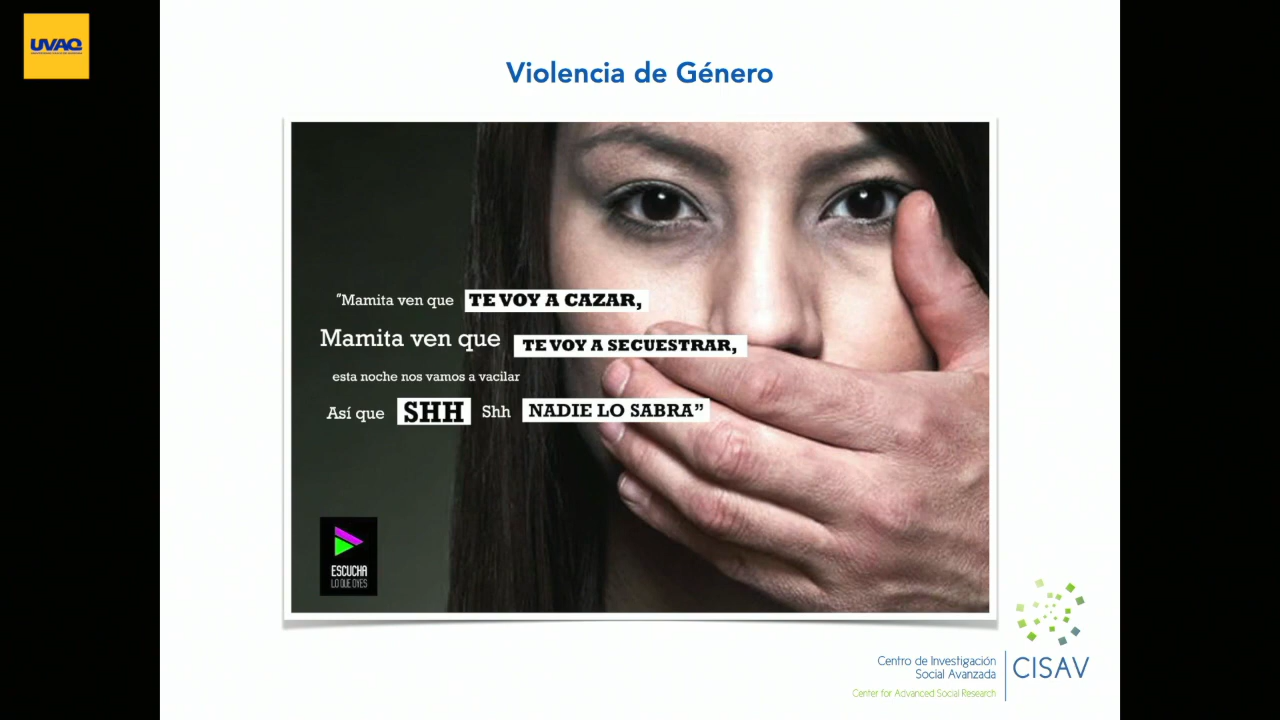 UVAQ
Violencia de Género
"Mamita ven que TE VOY A CAZAR,
Mamita ven que TE VOY A SECUESTRAR,
esta noche nos vamos a vacilar
Así que SHH Shh NADIE LO SABRA”
ESCUCHA
LO QUE OYES
Centro de Investigación
Social Avanzada
Center for Advanced Social Research
CISAV